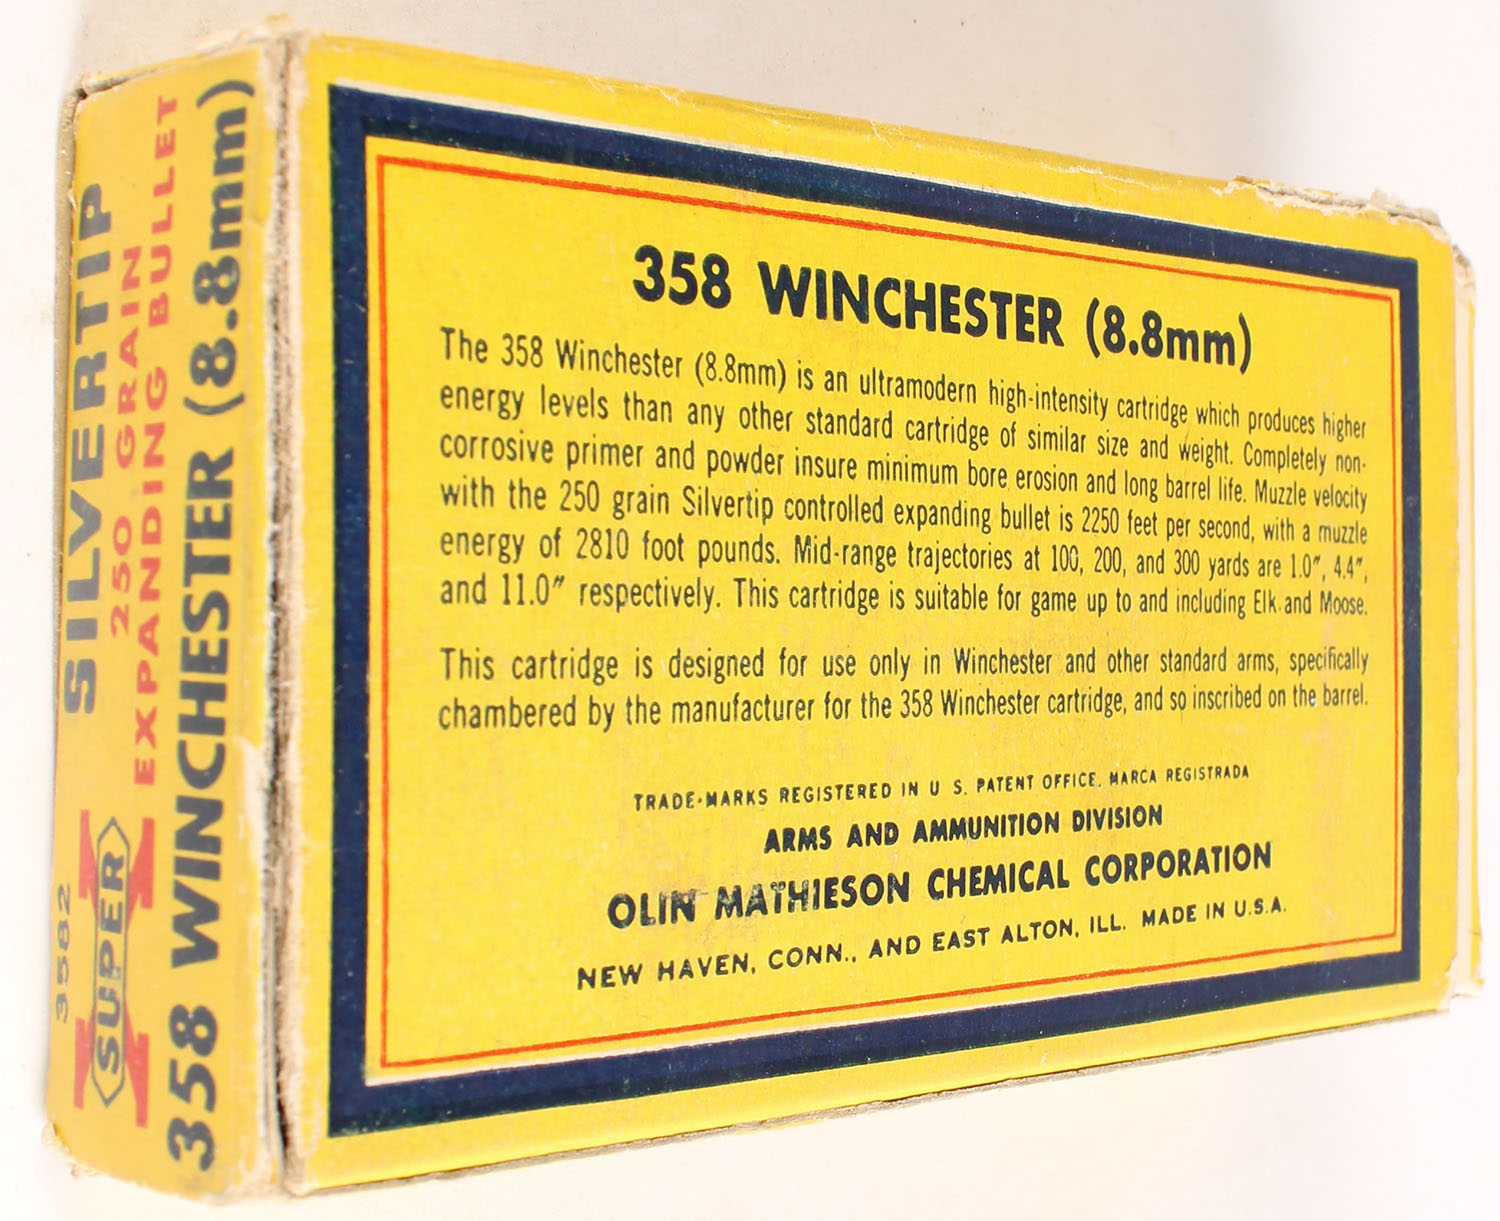 3582
SUPER
X
SILVERTIP
250 GRAIN
EXPANDING BULLET
358 WINCHESTER (8.8mm)
358 WINCHESTER (8.8mm)
The 358 Winchester (8.8mm) is an ultramodern high-intensity cartridge which produces higher
energy levels than any other standard cartridge of similar size and weight. Completely non-
corrosive primer and powder insure minimum bore erosion and long barrel life. Muzzle velocity
with the 250 grain Silvertip controlled expanding bullet is 2250 feet per second, with a muzzle
energy of 2810 foot pounds. Mid-range trajectories at 100, 200, and 300 yards are 1.0″, 4.4″,
and 11.0″ respectively. This cartridge is suitable for game up to and including Elk and Moose.
This cartridge is designed for use only in Winchester and other standard arms, specifically
chambered by the manufacturer for the 358 Winchester cartridge, and so inscribed on the barrel.
TRADE-MARKS REGISTERED IN U S. PATENT OFFICE, MARCA REGISTRADA
ARMS AND AMMUNITION DIVISION
OLIN MATHIESON CHEMICAL CORPORATION
NEW HAVEN, CONN., AND EAST ALTON, ILL. MADE IN U.S.A.